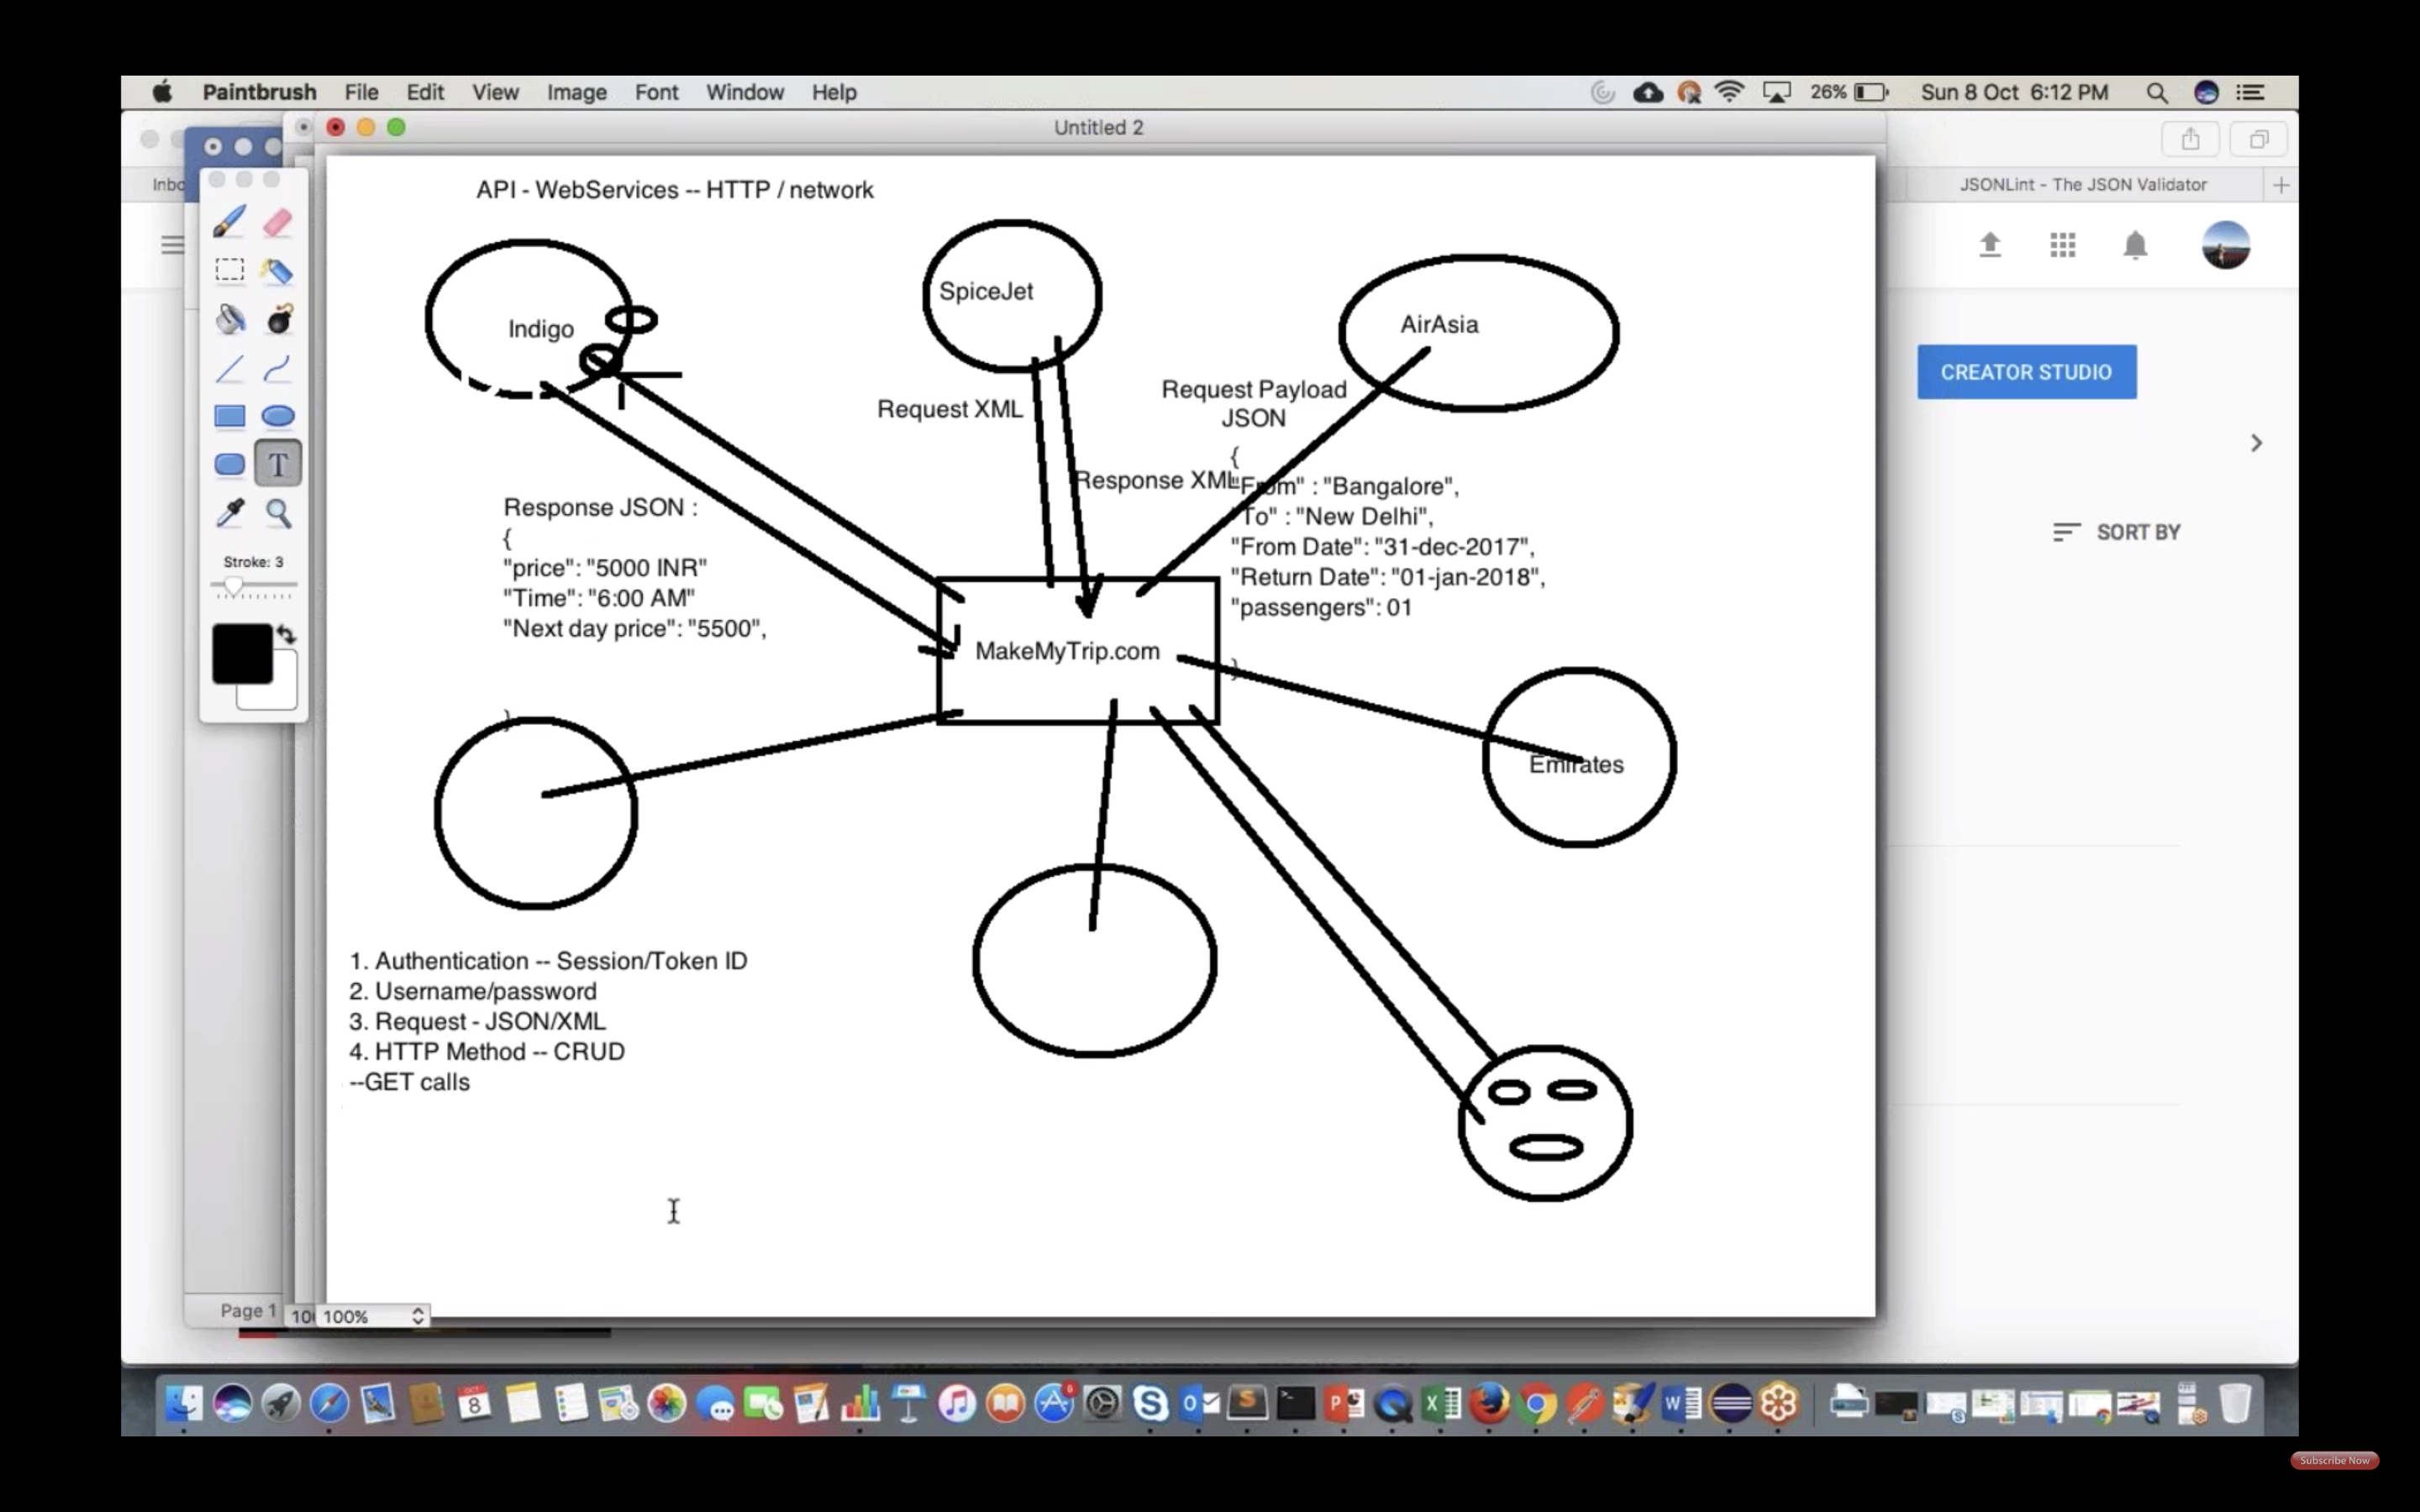 Paintbrush File Edit View Image Font Window Help
26% Sun 8 Oct 6:12 PM
Untitled 2
Inbo
JSONLint - The JSON Validator
API - WebServices -- HTTP / network
SpiceJet
Indigo
AirAsia
CREATOR STUDIO
Request XML
Request Payload
JSON
{
Response XML
"From" : "Bangalore",
"To" : "New Delhi",
"From Date": "31-dec-2017",
"Return Date": "01-jan-2018",
"passengers": 01
}
SORT BY
Response JSON :
{
"price": "5000 INR"
"Time": "6:00 AM"
"Next day price": "5500",
}
Stroke: 3
T
MakeMyTrip.com
Emirates
1. Authentication -- Session/Token ID
2. Username/password
3. Request - JSON/XML
4. HTTP Method -- CRUD
--GET calls
Page 1
10
100%
OCT
8
Subscribe Now